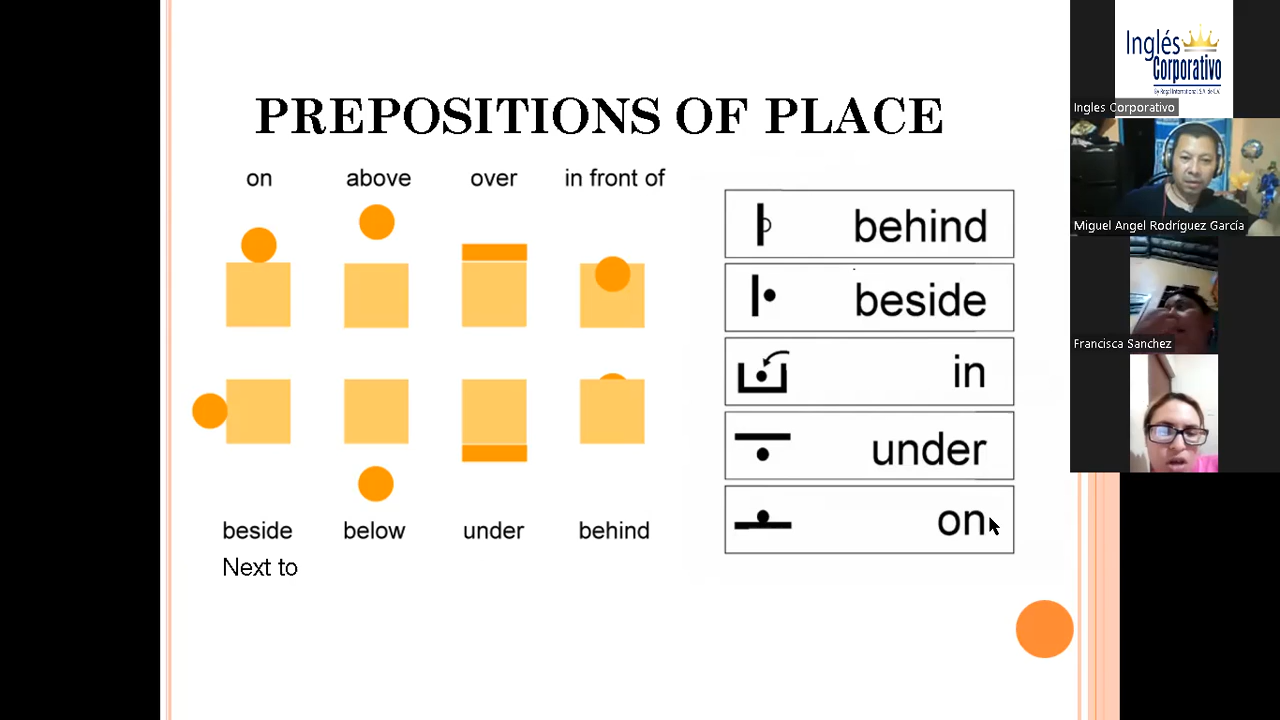 PREPOSITIONS OF PLACE
on above over in front of
beside below under behind
Next to
behind
beside
in
under
on
Inglés
Corporativo
Ingles Corporativo
Miguel Angel Rodríguez García
Francisca Sanchez